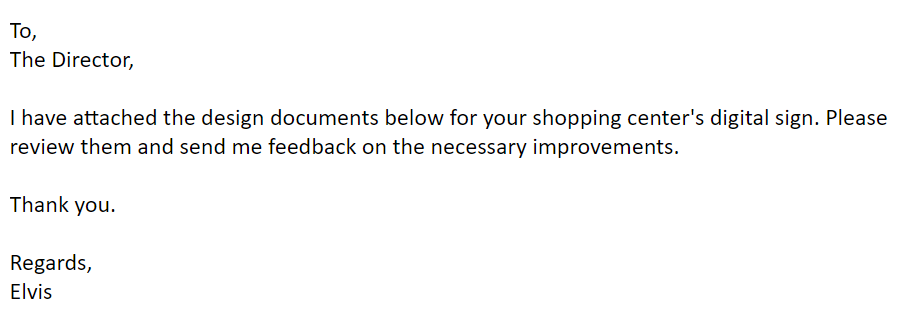 To,
The Director,
I have attached the design documents below for your shopping center's digital sign. Please
review them and send me feedback on the necessary improvements.
Thank you.
Regards,
Elvis